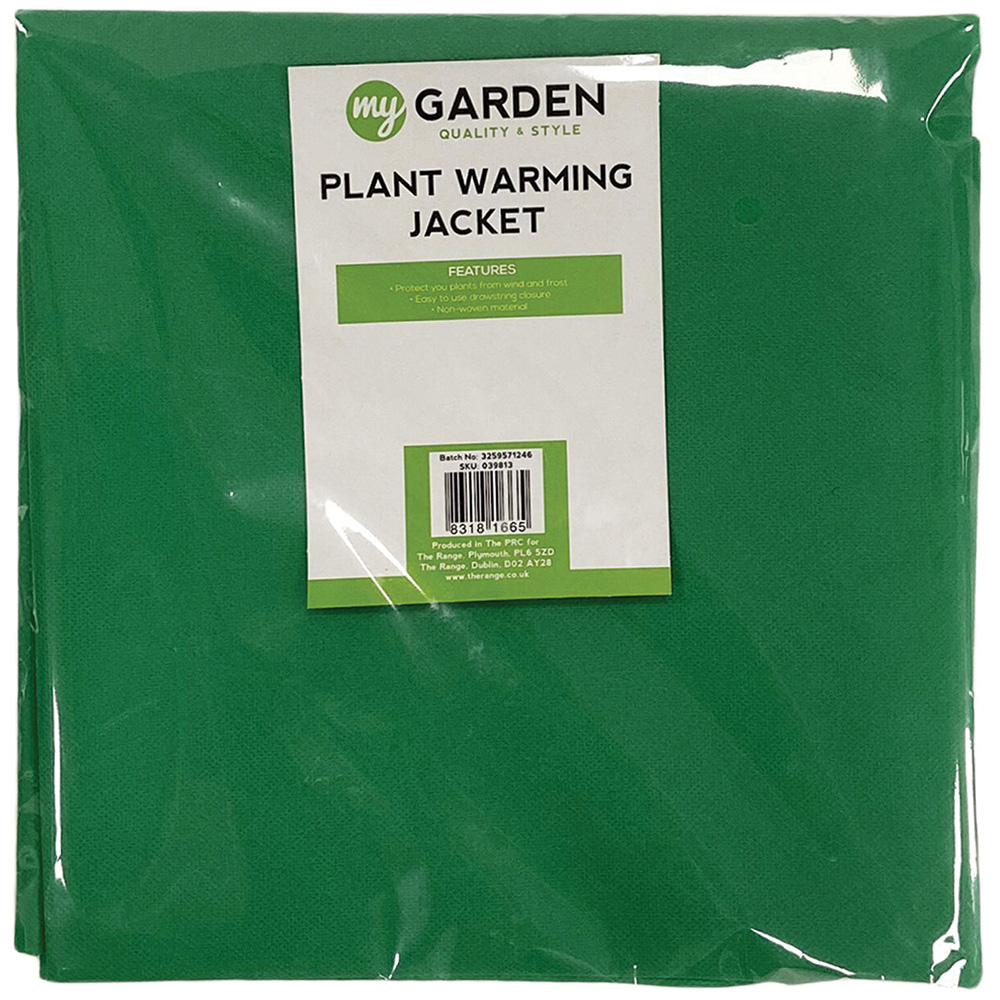 my GARDEN
QUALITY & STYLE
PLANT WARMING
JACKET
FEATURES
• Protect you plants from wind and frost
• Easy to use drawstring closure
• Non-woven material
Batch No: 3259571246
SKU: 039813
8318 1665
Produced in The PRC for
The Range, Plymouth, PL6 5ZD
The Range, Dublin, D02 AY28
www.therange.co.uk